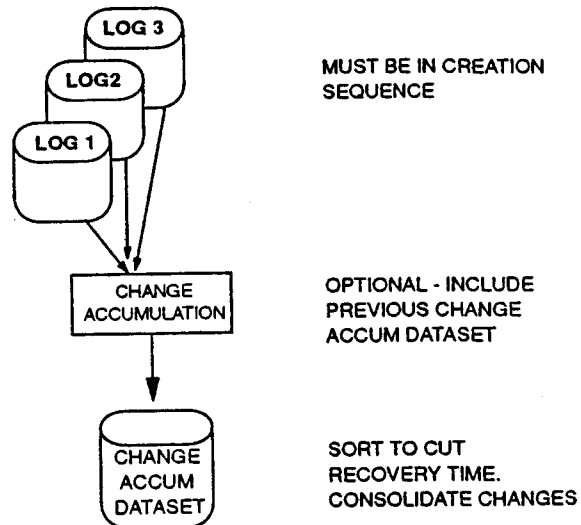 LOG 3
LOG2
LOG 1
MUST BE IN CREATION
SEQUENCE
CHANGE
ACCUMULATION
OPTIONAL - INCLUDE
PREVIOUS CHANGE
ACCUM DATASET
CHANGE
ACCUM
DATASET
SORT TO CUT
RECOVERY TIME.
CONSOLIDATE CHANGES